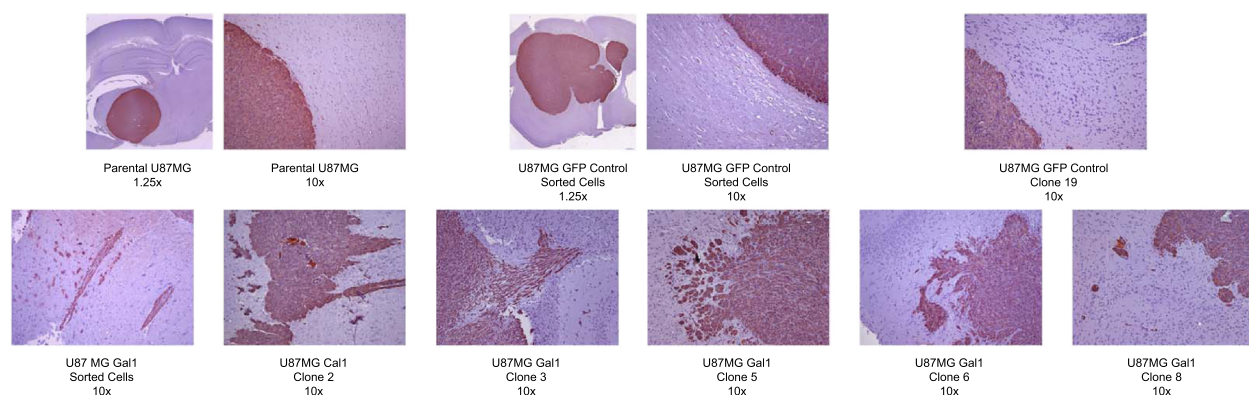 Parental U87MG
1.25x
Parental U87MG
10x
U87MG GFP Control
Sorted Cells
1.25x
U87MG GFP Control
Sorted Cells
10x
U87MG GFP Control
Clone 19
10x
U87 MG Gal1
Sorted Cells
10x
U87MG Cal1
Clone 2
10x
U87MG Gal1
Clone 3
10x
U87MG Gal1
Clone 5
10x
U87MG Gal1
Clone 6
10x
U87MG Gal1
Clone 8
10x